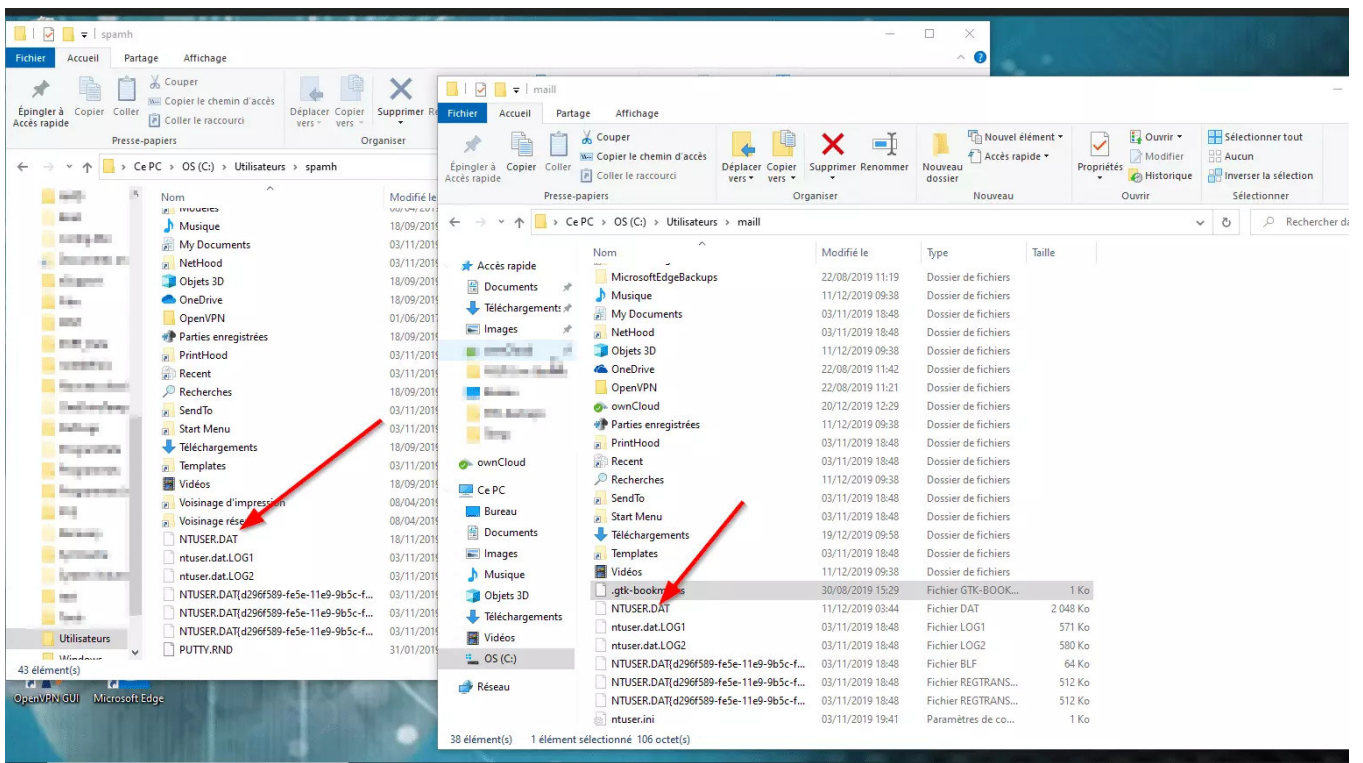 spamh
Fichier Accueil Partage Affichage
Épingler à Accès rapide
Copier
Coller
Couper
Copier le chemin d'accès
Coller le raccourci
Déplacer vers
Copier vers
Supprimer
Presse-papiers
Organiser
Ce PC > OS (C:) > Utilisateurs > spamh
Nom Modifié le
Modèles 08/04/201
Musique 18/09/2019
My Documents 03/11/2019
NetHood 03/11/2019
Objets 3D 18/09/2019
OneDrive 18/09/2019
OpenVPN 01/06/2017
Parties enregistrées 18/09/2019
PrintHood 03/11/2019
Recent 03/11/2019
Recherches 18/09/2019
SendTo 03/11/2019
Start Menu 03/11/2019
Téléchargements 18/09/2019
Templates 03/11/2019
Vidéos 18/09/2019
Voisinage d'impression 08/04/201
Voisinage rése 08/04/201
NTUSER.DAT 18/11/2019
ntuser.dat.LOG1 03/11/2019
ntuser.dat.LOG2 03/11/2019
NTUSER.DAT{d296f589-fe5e-11e9-9b5c-f... 03/11/2019
NTUSER.DAT{d296f589-fe5e-11e9-9b5c-f... 03/11/2019
NTUSER.DAT{d296f589-fe5e-11e9-9b5c-f... 03/11/2019
PUTTY.RND 31/01/201
Utilisateurs
Windows
43 élément(s)
OpenVPN GUI
Microsoft Edge
maill
Fichier Accueil Partage Affichage
Épingler à Accès rapide
Copier
Coller
Couper
Copier le chemin d'accès
Coller le raccourci
Déplacer vers
Copier vers
Supprimer
Renommer
Nouveau dossier
Nouvel élément
Accès rapide
Propriétés
Ouvrir
Modifier
Historique
Sélectionner tout
Aucun
Inverser la sélection
Presse-papiers
Organiser
Nouveau
Ouvrir
Sélectionner
Ce PC > OS (C:) > Utilisateurs > maill
Rechercher da
Accès rapide
Documents
Téléchargements
Images
ownCloud
Ce PC
Bureau
Documents
Images
Musique
Objets 3D
Téléchargements
Vidéos
OS (C:)
Réseau
Nom Modifié le Type Taille
MicrosoftEdgeBackups 22/08/2019 11:19 Dossier de fichiers
Musique 11/12/2019 09:38 Dossier de fichiers
My Documents 03/11/2019 18:48 Dossier de fichiers
NetHood 03/11/2019 18:48 Dossier de fichiers
Objets 3D 11/12/2019 09:38 Dossier de fichiers
OneDrive 22/08/2019 11:42 Dossier de fichiers
OpenVPN 22/08/2019 11:21 Dossier de fichiers
ownCloud 20/12/2019 12:29 Dossier de fichiers
Parties enregistrées 11/12/2019 09:38 Dossier de fichiers
PrintHood 03/11/2019 18:48 Dossier de fichiers
Recent 03/11/2019 18:48 Dossier de fichiers
Recherches 11/12/2019 09:38 Dossier de fichiers
SendTo 03/11/2019 18:48 Dossier de fichiers
Start Menu 03/11/2019 18:48 Dossier de fichiers
Téléchargements 19/12/2019 09:58 Dossier de fichiers
Templates 03/11/2019 18:48 Dossier de fichiers
Vidéos 11/12/2019 09:38 Dossier de fichiers
.gtk-bookm s 30/08/2019 15:29 Fichier GTK-BOOK... 1 Ko
NTUSER.DAT 11/12/2019 03:44 Fichier DAT 2 048 Ko
ntuser.dat.LOG1 03/11/2019 18:48 Fichier LOG1 571 Ko
ntuser.dat.LOG2 03/11/2019 18:48 Fichier LOG2 580 Ko
NTUSER.DAT{d296f589-fe5e-11e9-9b5c-f... 03/11/2019 18:48 Fichier BLF 64 Ko
NTUSER.DAT{d296f589-fe5e-11e9-9b5c-f... 03/11/2019 18:48 Fichier REGTRANS... 512 Ko
NTUSER.DAT{d296f589-fe5e-11e9-9b5c-f... 03/11/2019 18:48 Fichier REGTRANS... 512 Ko
ntuser.ini 03/11/2019 19:41 Paramètres de co... 1 Ko
38 élément(s) 1 élément sélectionné 106 octet(s)